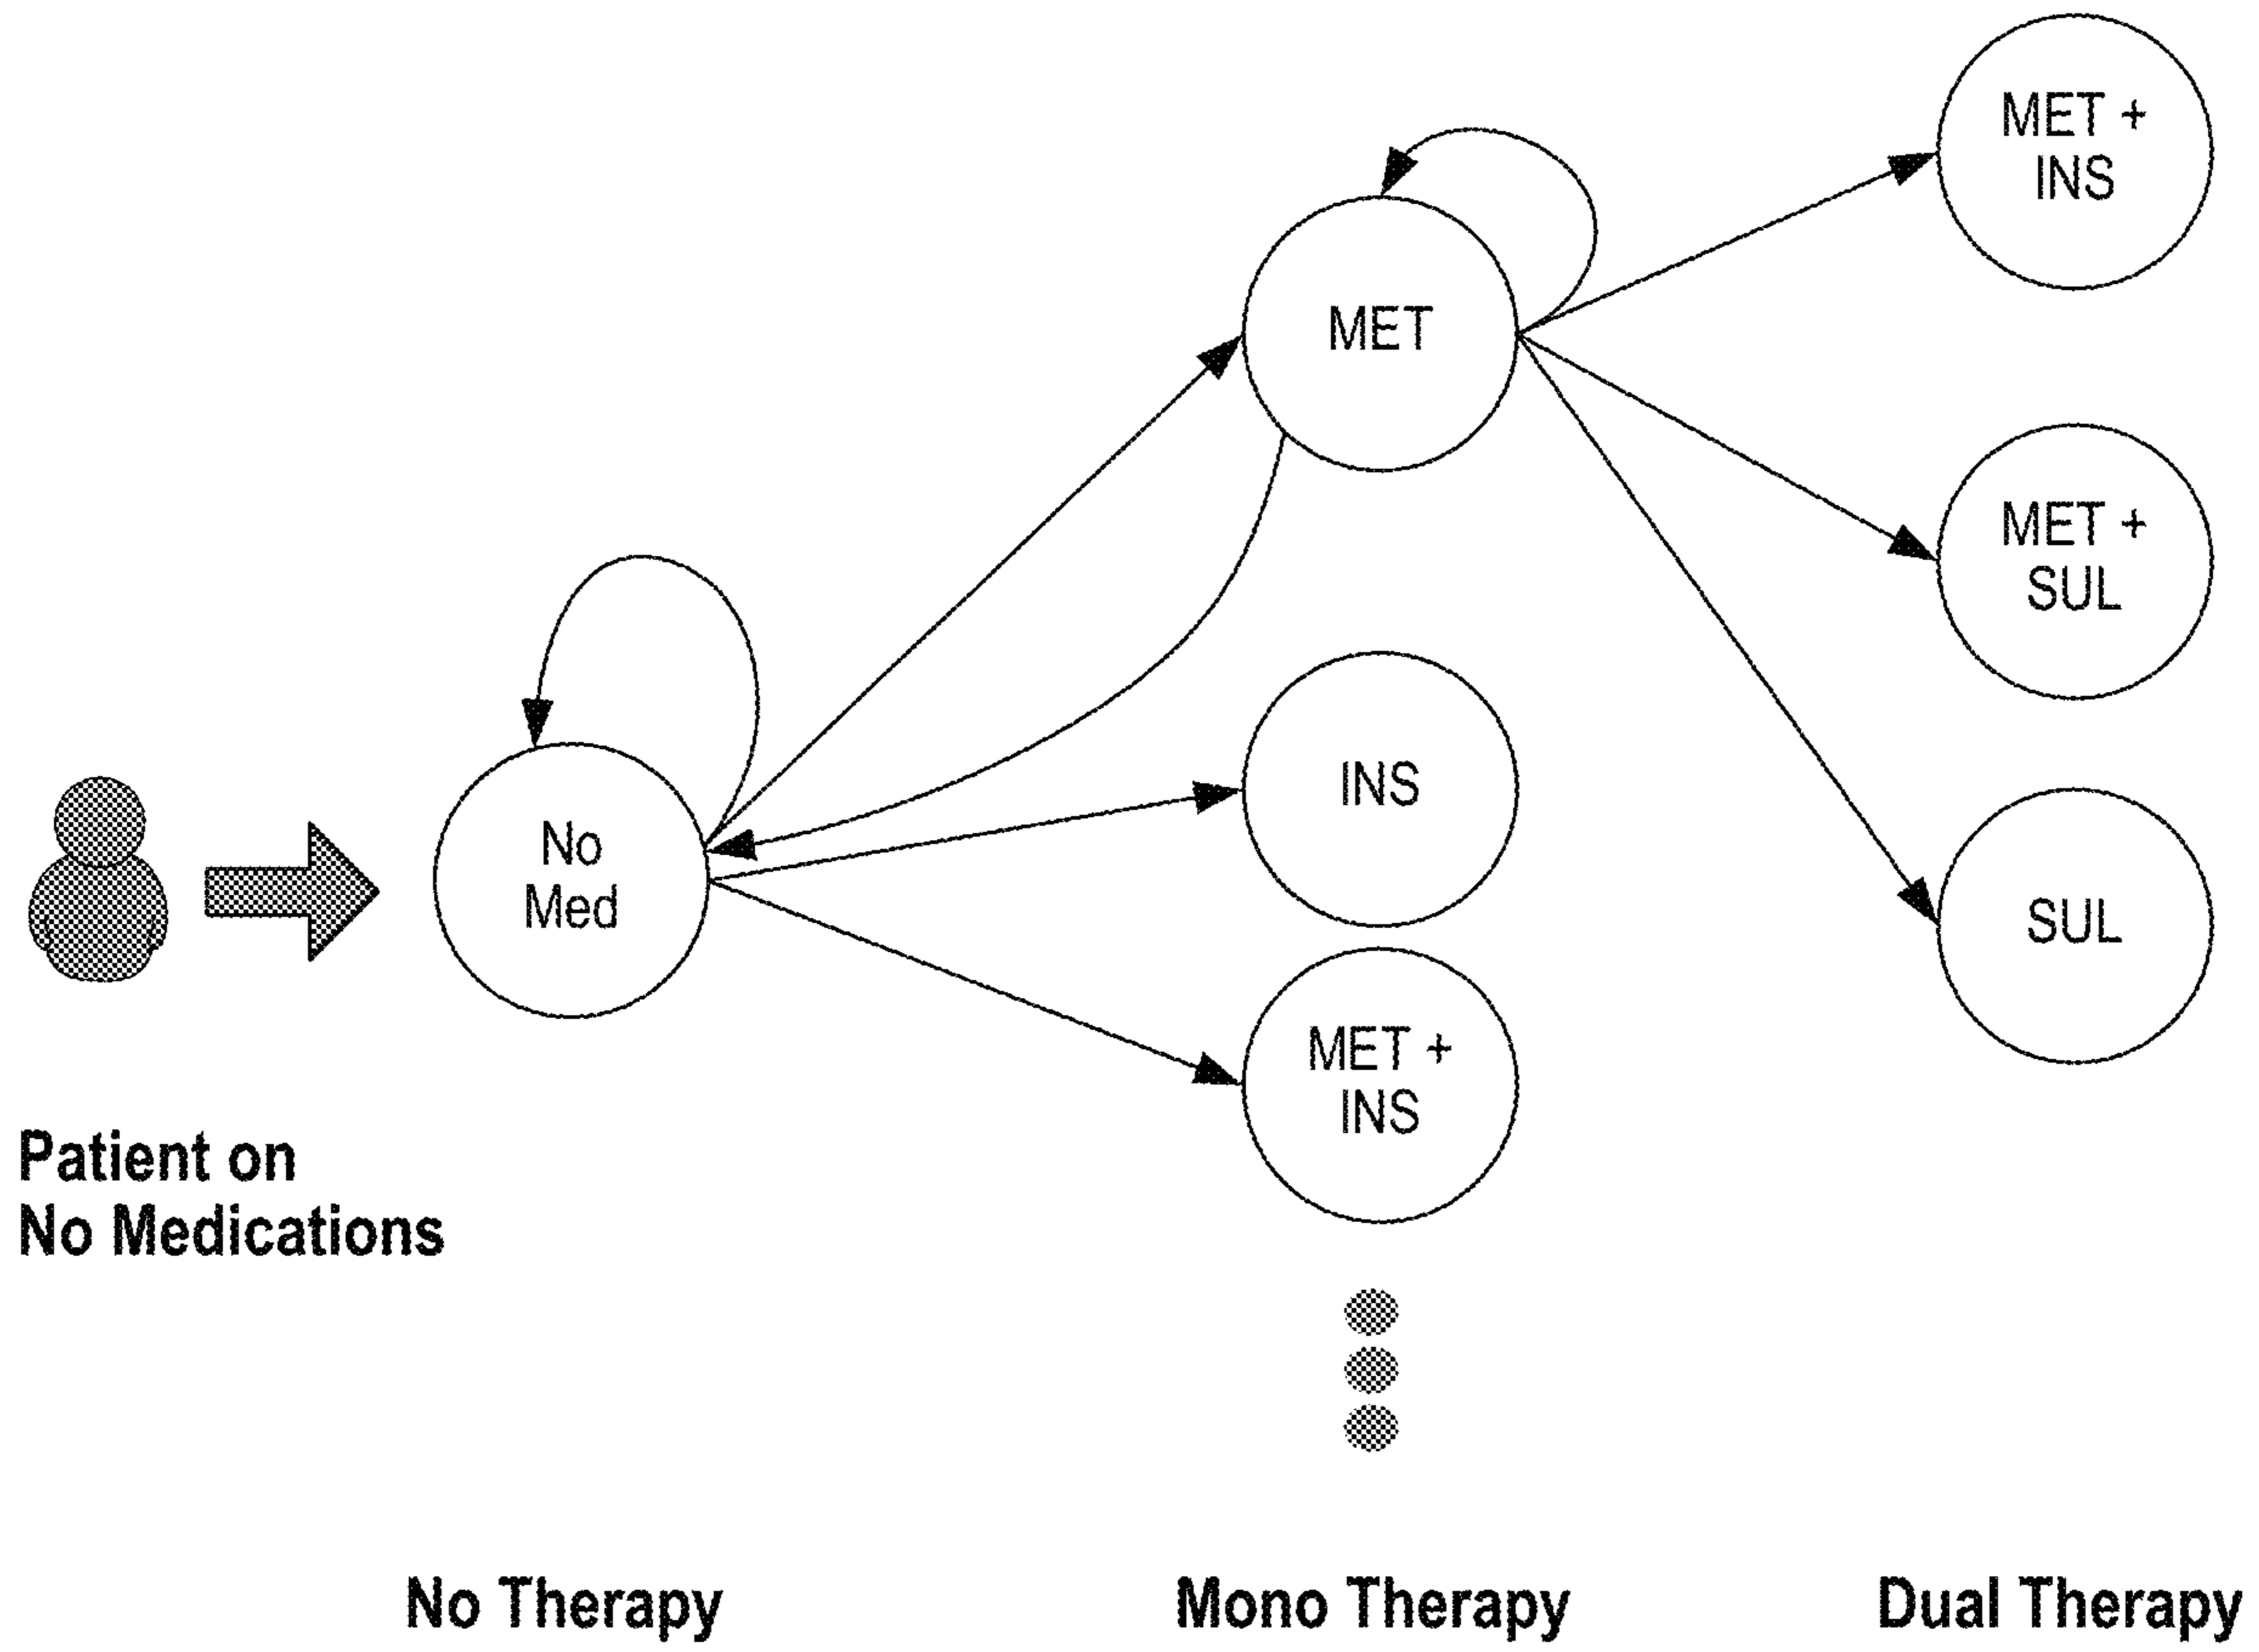 MET +
INS
MET
MET +
SUL
INS
No
Med
SUL
MET +
INS
Patient on
No Medications
No Therapy
Mono Therapy
Dual Therapy